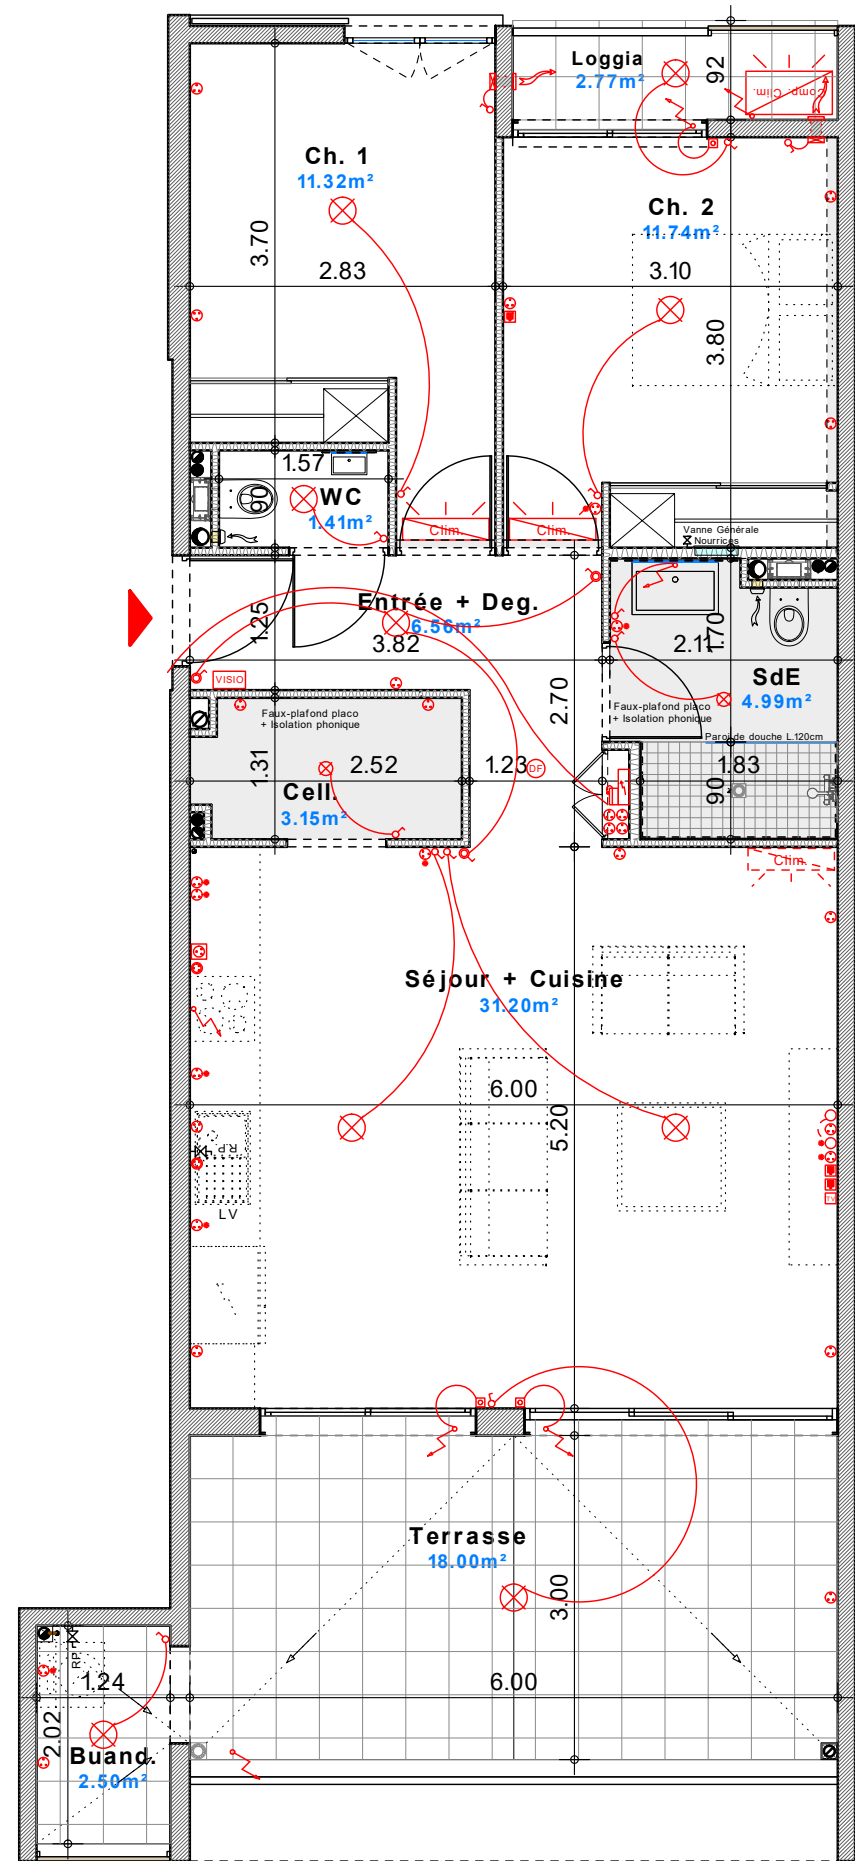 Loggia
2.77m²
92
Comp. Clim.
Ch. 1
11.32m²
3.70
2.83
Ch. 2
11.74m²
3.10
3.80
1.57
WC
90
1.41m²
Clim.
Clim.
Vanne Générale
Nourrices
Entrée + Deg.
6.56m²
1.25
3.82
2.11
1.70
SdE
4.99m²
VISIO
2.70
Faux-plafond placo
+ Isolation phonique
Faux-plafond placo
+ Isolation phonique
Paroi de douche L.120cm
1.31
2.52
1.23
DF
1.83
90
Cell.
3.15m²
Clim.
Séjour + Cuisine
31.20m²
6.00
5.20
R.P
LV
TV
Terrasse
18.00m²
3.00
6.00
RP
1.24
2.02
Buand.
2.50m²